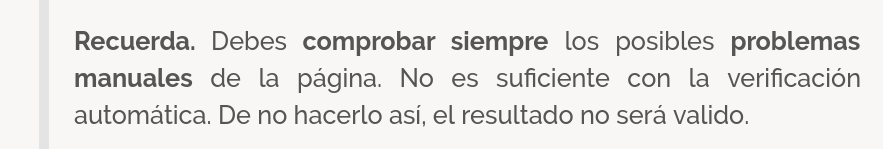 Recuerda. Debes comprobar siempre los posibles problemas
manuales de la página. No es suficiente con la verificación
automática. De no hacerlo así, el resultado no será valido.